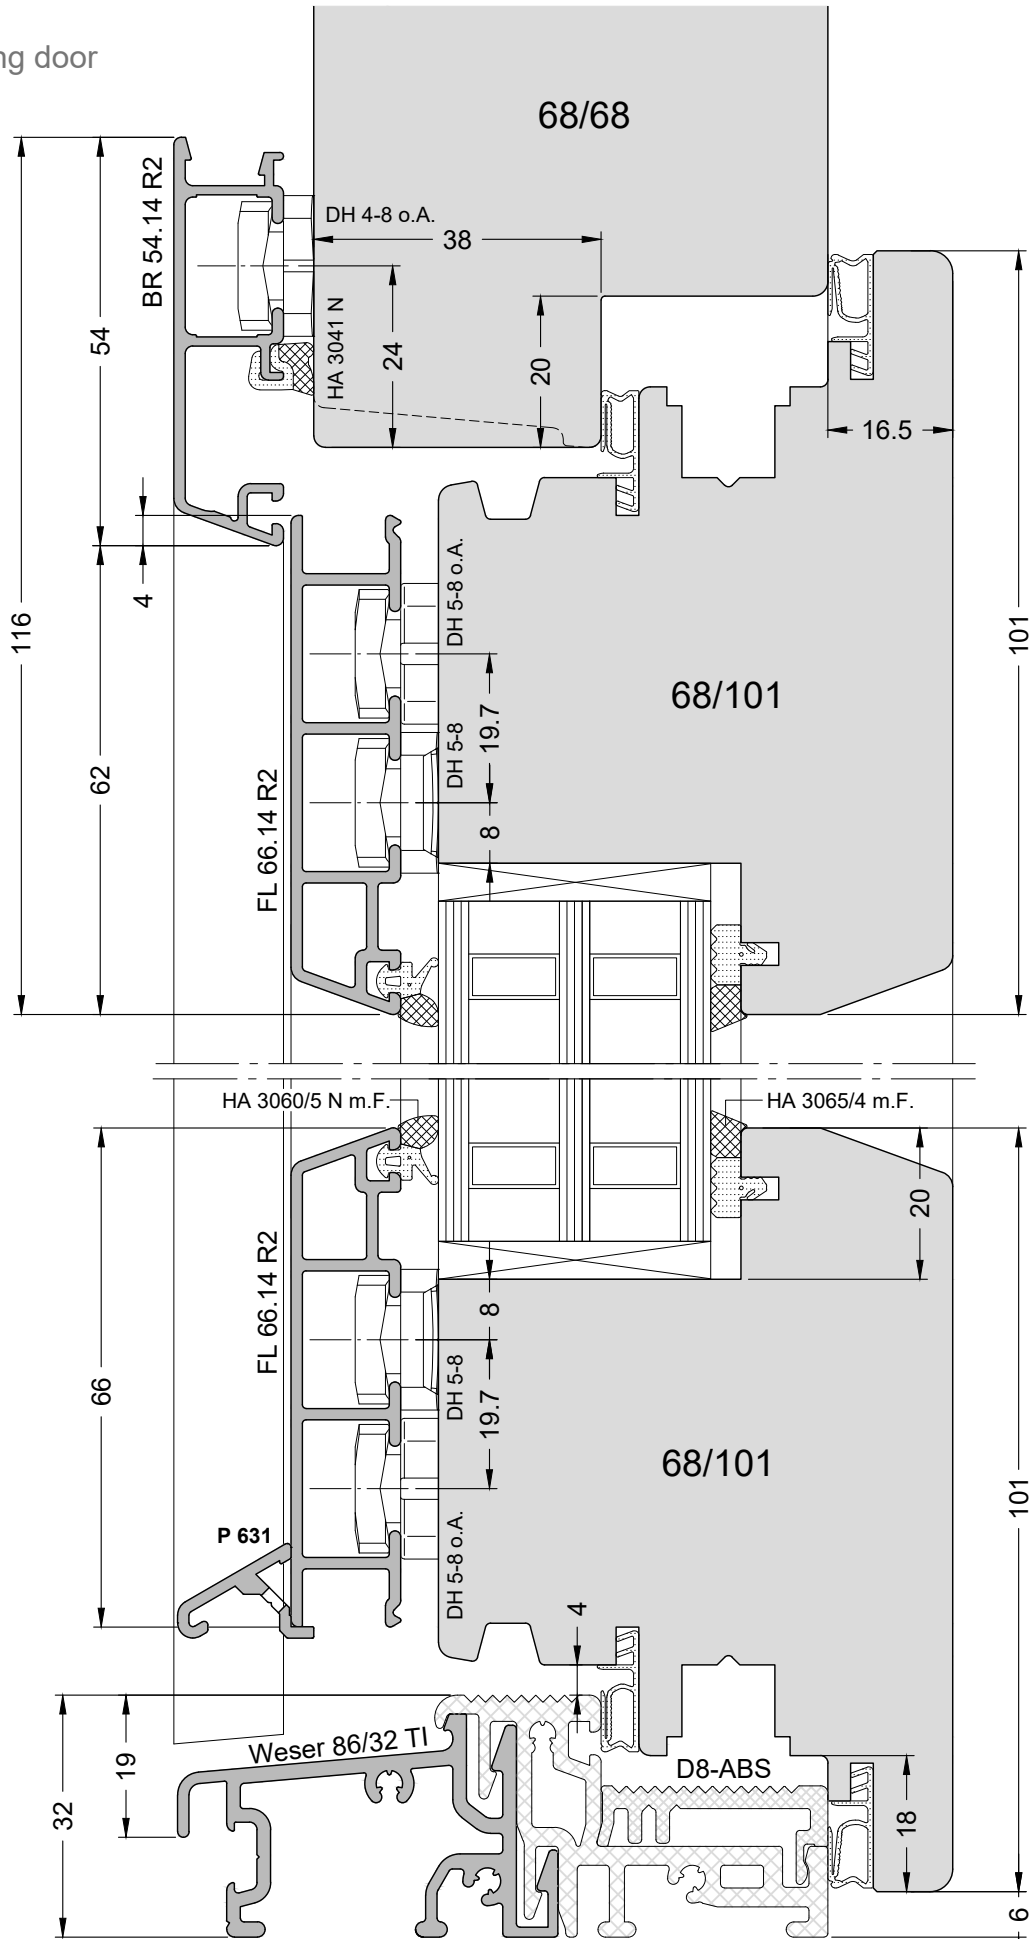 ng door
68/68
BR 54.14 R2
DH 4-8 o.A.
38
HA 3041 N
24
20
54
16.5
4
116
DH 5-8 o.A.
101
68/101
19.7
DH 5-8
62
8
FL 66.14 R2
HA 3060/5 N m.F.
HA 3065/4 m.F.
20
FL 66.14 R2
8
DH 5-8
66
19.7
68/101
101
P 631
DH 5-8 o.A.
4
Weser 86/32 TI
D8-ABS
19
32
18
6